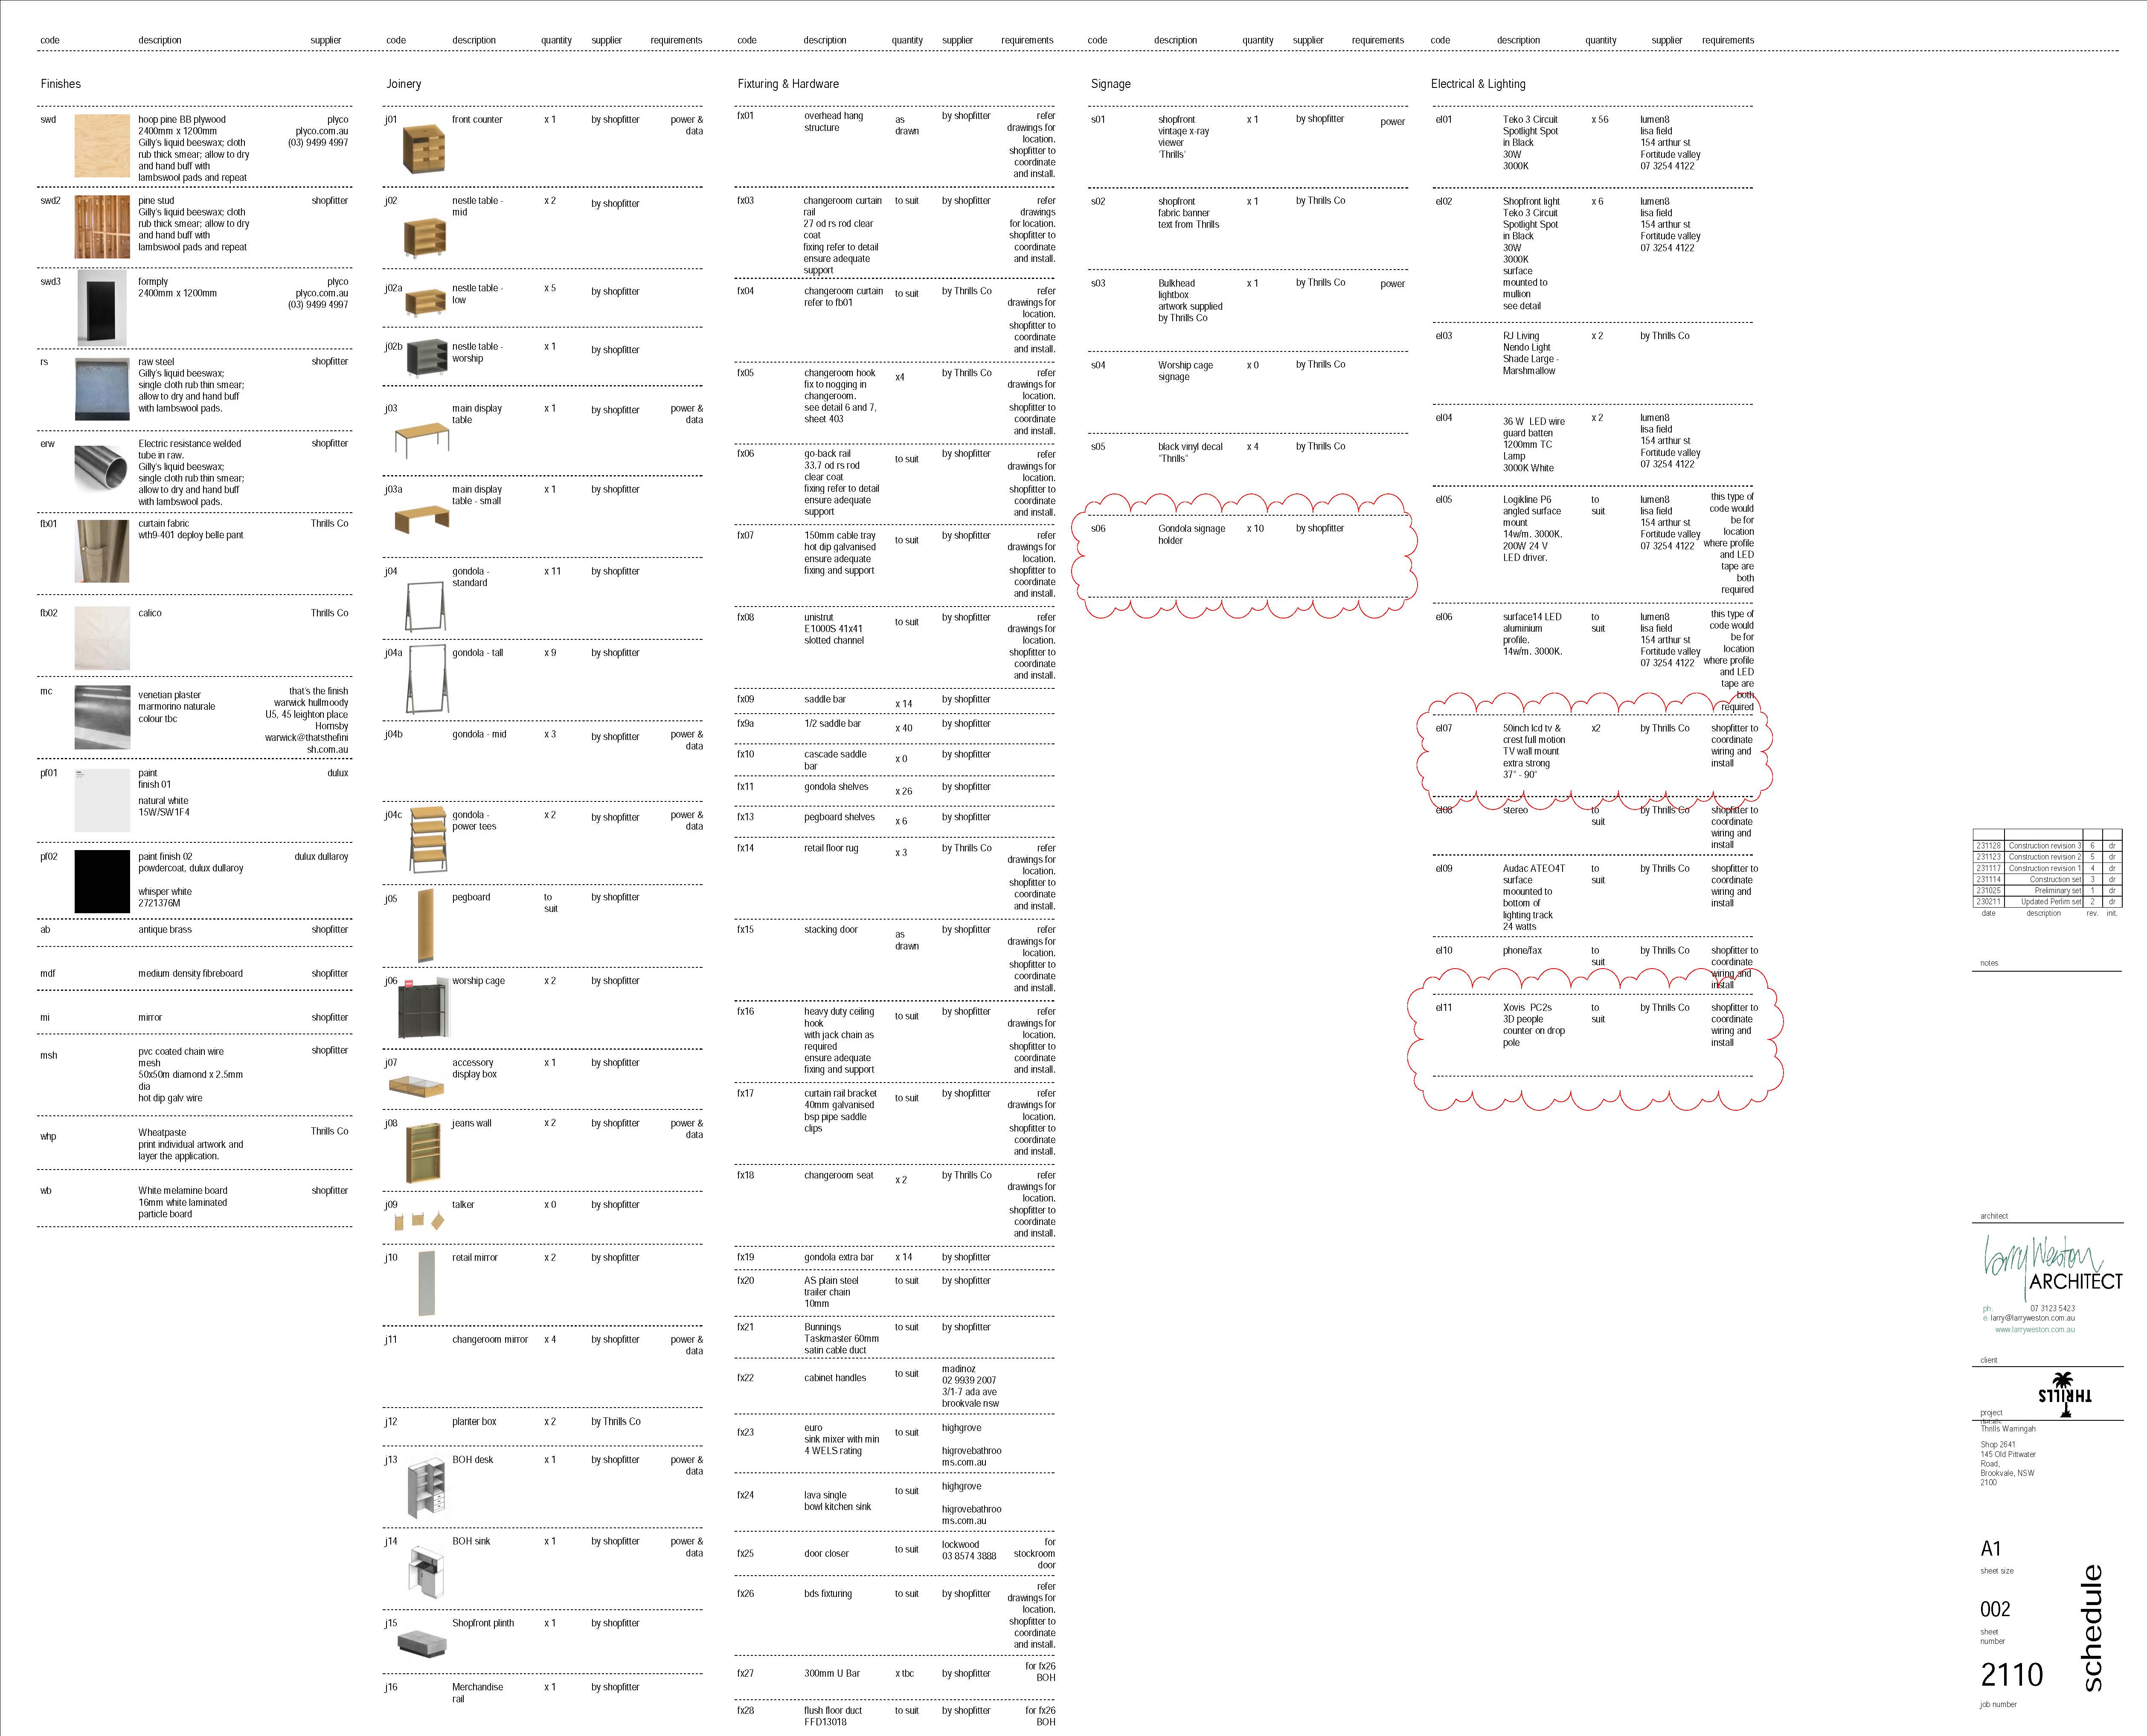 code description supplier
code description quantity supplier requirements
code description quantity supplier requirements
code description quantity supplier requirements
code description quantity supplier requirements
Finishes
swd
hoop pine BB plywood
2400mm x 1200mm
Gilly's liquid beeswax; cloth
rub thick smear; allow to dry
and hand buff with
lambswool pads and repeat
plyco
plyco.com.au
(03) 9499 4997
swd2
pine stud
Gilly's liquid beeswax; cloth
rub thick smear; allow to dry
and hand buff with
lambswool pads and repeat
shopfitter
swd3
formply
2400mm x 1200mm
plyco
plyco.com.au
(03) 9499 4997
rs
raw steel
Gilly's liquid beeswax;
single cloth rub thin smear;
allow to dry and hand buff
with lambswool pads.
shopfitter
erw
Electric resistance welded
tube in raw.
Gilly's liquid beeswax;
single cloth rub thin smear;
allow to dry and hand buff
with lambswool pads.
shopfitter
fb01
curtain fabric
wth9-401 deploy belle pant
Thrills Co
fb02
calico
Thrills Co
mc
venetian plaster
marmorino naturale
colour tbc
that's the finish
warwick hullmoody
U5, 45 leighton place
Hornsby
warwick@thatsthefini
sh.com.au
pf01
paint
finish 01
natural white
15W/SW1F4
dulux
pf02
paint finish 02
powdercoat, dulux dullaroy
whisper white
2721376M
dulux dullaroy
ab
antique brass
shopfitter
mdf
medium density fibreboard
shopfitter
mi
mirror
shopfitter
msh
pvc coated chain wire
mesh
50x50m diamond x 2.5mm
dia
hot dip galv wire
shopfitter
whp
Wheatpaste
print individual artwork and
layer the application.
Thrills Co
wb
White melamine board
16mm white laminated
particle board
shopfitter
Joinery
j01
front counter
x 1
by shopfitter
power &
data
j02
nestle table -
mid
x 2
by shopfitter
j02a
nestle table -
low
x 5
by shopfitter
j02b
nestle table -
worship
x 1
by shopfitter
j03
main display
table
x 1
by shopfitter
power &
data
j03a
main display
table - small
x 1
by shopfitter
j04
gondola -
standard
x 11
by shopfitter
j04a
gondola - tall
x 9
by shopfitter
j04b
gondola - mid
x 3
by shopfitter
power &
data
j04c
gondola -
power tees
x 2
by shopfitter
power &
data
j05
pegboard
to
suit
by shopfitter
j06
worship cage
x 2
by shopfitter
j07
accessory
display box
x 1
by shopfitter
j08
jeans wall
x 2
by shopfitter
power &
data
j09
talker
x 0
by shopfitter
j10
retail mirror
x 2
by shopfitter
j11
changeroom mirror
x 4
by shopfitter
power &
data
j12
planter box
x 2
by Thrills Co
j13
BOH desk
x 1
by shopfitter
power &
data
j14
BOH sink
x 1
by shopfitter
power &
data
j15
Shopfront plinth
x 1
by shopfitter
j16
Merchandise
rail
x 1
by shopfitter
Fixturing & Hardware
fx01
overhead hang
structure
as
drawn
by shopfitter
refer
drawings for
location.
shopfitter to
coordinate
and install.
fx03
changeroom curtain
rail
27 od rs rod clear
coat
fixing refer to detail
ensure adequate
support
to suit
by shopfitter
refer
drawings
for location.
shopfitter to
coordinate
and install.
fx04
changeroom curtain
refer to fb01
to suit
by Thrills Co
refer
drawings for
location.
shopfitter to
coordinate
and install.
fx05
changeroom hook
fix to nogging in
changeroom.
see detail 6 and 7,
sheet 403
x4
by Thrills Co
refer
drawings for
location.
shopfitter to
coordinate
and install.
fx06
go-back rail
33.7 od rs rod
clear coat
fixing refer to detail
ensure adequate
support
to suit
by shopfitter
refer
drawings for
location.
shopfitter to
coordinate
and install.
fx07
150mm cable tray
hot dip galvanised
ensure adequate
fixing and support
to suit
by shopfitter
refer
drawings for
location.
shopfitter to
coordinate
and install.
fx08
unistrut
E1000S 41x41
slotted channel
to suit
by shopfitter
refer
drawings for
location.
shopfitter to
coordinate
and install.
fx09
saddle bar
x 14
by shopfitter
fx9a
1/2 saddle bar
x 40
by shopfitter
fx10
cascade saddle
bar
x 0
by shopfitter
fx11
gondola shelves
x 26
by shopfitter
fx13
pegboard shelves
x 6
by shopfitter
fx14
retail floor rug
x 3
by Thrills Co
refer
drawings for
location.
shopfitter to
coordinate
and install.
fx15
stacking door
as
drawn
by shopfitter
refer
drawings for
location.
shopfitter to
coordinate
and install.
fx16
heavy duty ceiling
hook
with jack chain as
required
ensure adequate
fixing and support
to suit
by shopfitter
refer
drawings for
location.
shopfitter to
coordinate
and install.
fx17
curtain rail bracket
40mm galvanised
bsp pipe saddle
clips
to suit
by shopfitter
refer
drawings for
location.
shopfitter to
coordinate
and install.
fx18
changeroom seat
x 2
by Thrills Co
refer
drawings for
location.
shopfitter to
coordinate
and install.
fx19
gondola extra bar
x 14
by shopfitter
fx20
AS plain steel
trailer chain
10mm
to suit
by shopfitter
fx21
Bunnings
Taskmaster 60mm
satin cable duct
to suit
by shopfitter
fx22
cabinet handles
to suit
madinoz
02 9939 2007
3/1-7 ada ave
brookvale nsw
fx23
euro
sink mixer with min
4 WELS rating
to suit
highgrove
higrovebathroo
ms.com.au
fx24
lava single
bowl kitchen sink
to suit
highgrove
higrovebathroo
ms.com.au
fx25
door closer
to suit
lockwood
03 8574 3888
for
stockroom
door
fx26
bds fixturing
to suit
by shopfitter
refer
drawings for
location.
shopfitter to
coordinate
and install.
fx27
300mm U Bar
x tbc
by shopfitter
for fx26
BOH
fx28
flush floor duct
FFD13018
to suit
by shopfitter
for fx26
BOH
Signage
s01
shopfront
vintage x-ray
viewer
'Thrills'
x 1
by shopfitter
power
s02
shopfront
fabric banner
text from Thrills
x 1
by Thrills Co
s03
Bulkhead
lightbox
artwork supplied
by Thrills Co
x 1
by Thrills Co
power
s04
Worship cage
signage
x 0
by Thrills Co
s05
black vinyl decal
"Thrills"
x 4
by Thrills Co
s06
Gondola signage
holder
x 10
by shopfitter
Electrical & Lighting
el01
Teko 3 Circuit
Spotlight Spot
in Black
30W
3000K
x 56
lumen8
lisa field
154 arthur st
Fortitude valley
07 3254 4122
el02
Shopfront light
Teko 3 Circuit
Spotlight Spot
in Black
30W
3000K
surface
mounted to
mullion
see detail
x 6
lumen8
lisa field
154 arthur st
Fortitude valley
07 3254 4122
el03
RJ Living
Nendo Light
Shade Large -
Marshmallow
x 2
by Thrills Co
el04
36 W LED wire
guard batten
1200mm TC
Lamp
3000K White
x 2
lumen8
lisa field
154 arthur st
Fortitude valley
07 3254 4122
el05
Logikline P6
angled surface
mount
14w/m. 3000K.
200W 24 V
LED driver.
to
suit
lumen8
lisa field
154 arthur st
Fortitude valley
07 3254 4122
this type of
code would
be for
location
where profile
and LED
tape are
both
required
el06
surface14 LED
aluminium
profile.
14w/m. 3000K.
to
suit
lumen8
lisa field
154 arthur st
Fortitude valley
07 3254 4122
this type of
code would
be for
location
where profile
and LED
tape are
both
required
el07
50inch lcd tv &
crest full motion
TV wall mount
extra strong
37" - 90"
x2
by Thrills Co
shopfitter to
coordinate
wiring and
install
el08
stereo
to
suit
by Thrills Co
shopfitter to
coordinate
wiring and
install
el09
Audac ATEO4T
surface
moounted to
bottom of
lighting track
24 watts
to
suit
by Thrills Co
shopfitter to
coordinate
wiring and
install
el10
phone/fax
to
suit
by Thrills Co
shopfitter to
coordinate
wiring and
install
el11
Xovis PC2s
3D people
counter on drop
pole
to
suit
by Thrills Co
shopfitter to
coordinate
wiring and
install
231128 Construction revision 3 6 dr
231123 Construction revision 2 5 dr
231117 Construction revision 1 4 dr
231114 Construction set 3 dr
231025 Preliminary set 1 dr
230211 Updated Perlim set 2 dr
date description rev. init.
notes
architect
Larry Weston
ARCHITECT
ph. 07 3123 5423
e. larry@larryweston.com.au
www.larryweston.com.au
client
THRILLS
project
details
Thrills Warringah
Shop 2641
145 Old Pittwater
Road,
Brookvale, NSW
2100
A1
sheet size
002
sheet
number
2110
job number
schedule